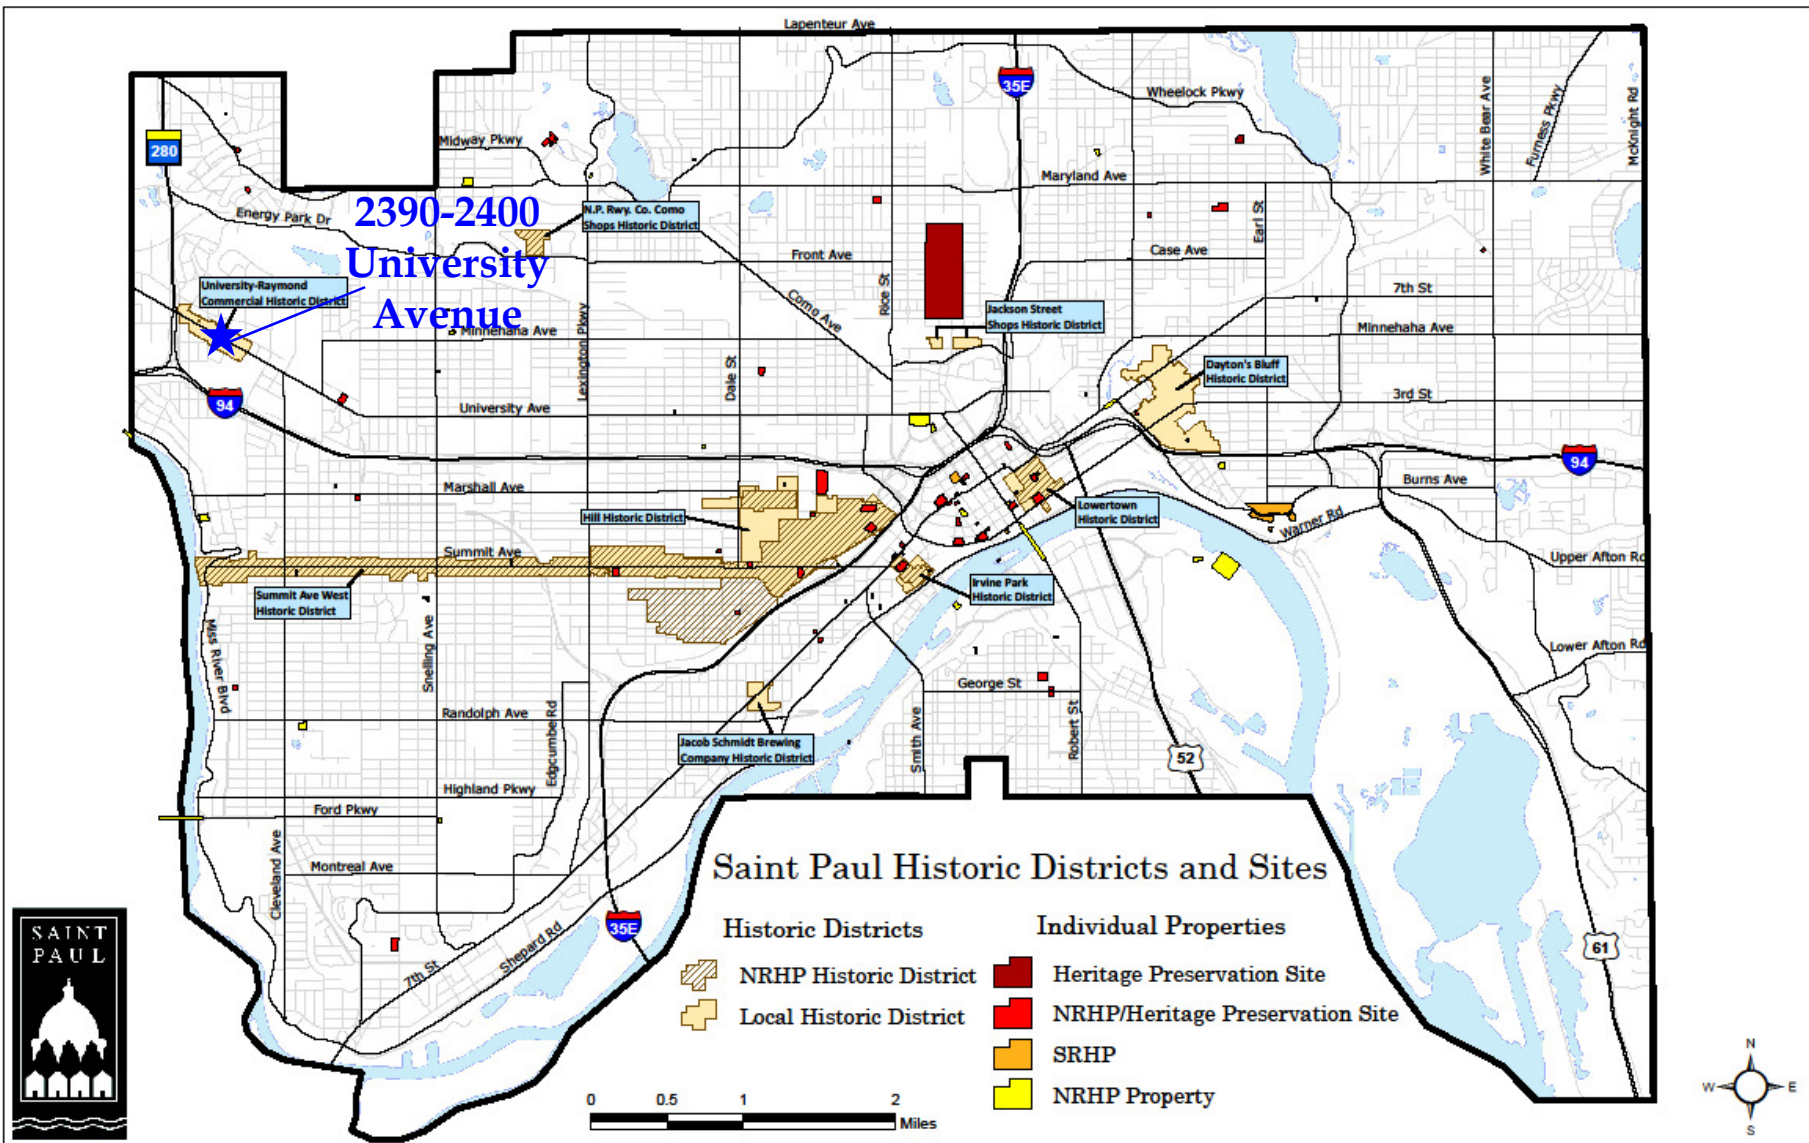 Lapenteur Ave
35E
Wheelock Pkwy
White Bear Ave
Furness Pkwy
McKnight Rd
280
Midway Pkwy
Maryland Ave
Energy Park Dr
2390-2400
University
Avenue
N.P. Rwy. Co. Como
Shops Historic District
Front Ave
Case Ave
Earl St
University-Raymond
Commercial Historic District
Como Ave
Rice St
7th St
Jackson Street
Shops Historic District
Minnehaha Ave
Minnehaha Ave
Lexington Pkwy
Dale St
Dayton's Bluff
Historic District
94
University Ave
3rd St
94
Marshall Ave
Burns Ave
Hill Historic District
Lowertown
Historic District
Warner Rd
Summit Ave
Upper Afton Rd
Summit Ave West
Historic District
Irvine Park
Historic District
Miss River Blvd
Snelling Ave
Lower Afton Rd
George St
Randolph Ave
Edgcumbe Rd
Smith Ave
Robert St
Jacob Schmidt Brewing
Company Historic District
52
Highland Pkwy
Ford Pkwy
Cleveland Ave
Montreal Ave
Saint Paul Historic Districts and Sites
SAINT
PAUL
35E
7th St
Shepard Rd
61
Historic Districts
NRHP Historic District
Local Historic District
Individual Properties
Heritage Preservation Site
NRHP/Heritage Preservation Site
SRHP
NRHP Property
0 0.5 1 2
Miles
N
W E
S